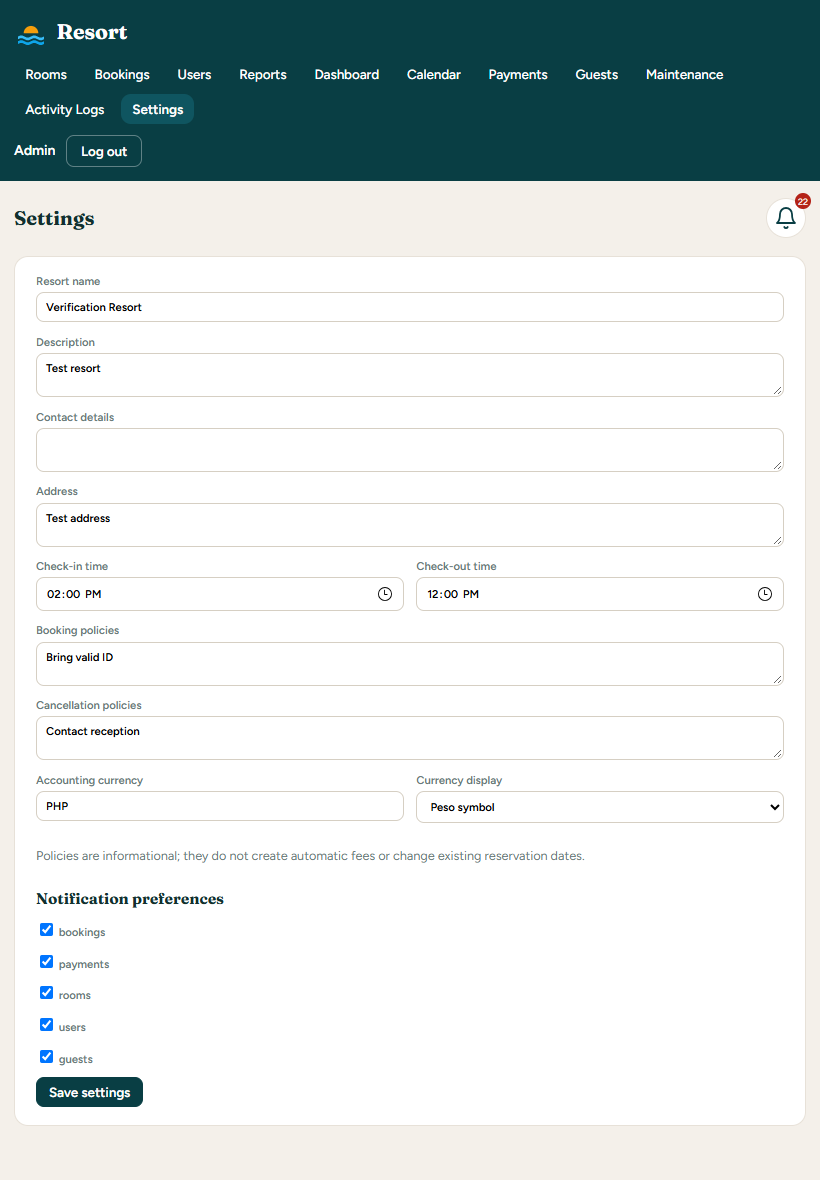 Resort
Rooms Bookings Users Reports Dashboard Calendar Payments Guests Maintenance
Activity Logs Settings
Admin Log out
Settings
22
Resort name
Verification Resort
Description
Test resort
Contact details
Address
Test address
Check-in time Check-out time
02:00 PM 12:00 PM
Booking policies
Bring valid ID
Cancellation policies
Contact reception
Accounting currency Currency display
PHP Peso symbol
Policies are informational; they do not create automatic fees or change existing reservation dates.
Notification preferences
bookings
payments
rooms
users
guests
Save settings